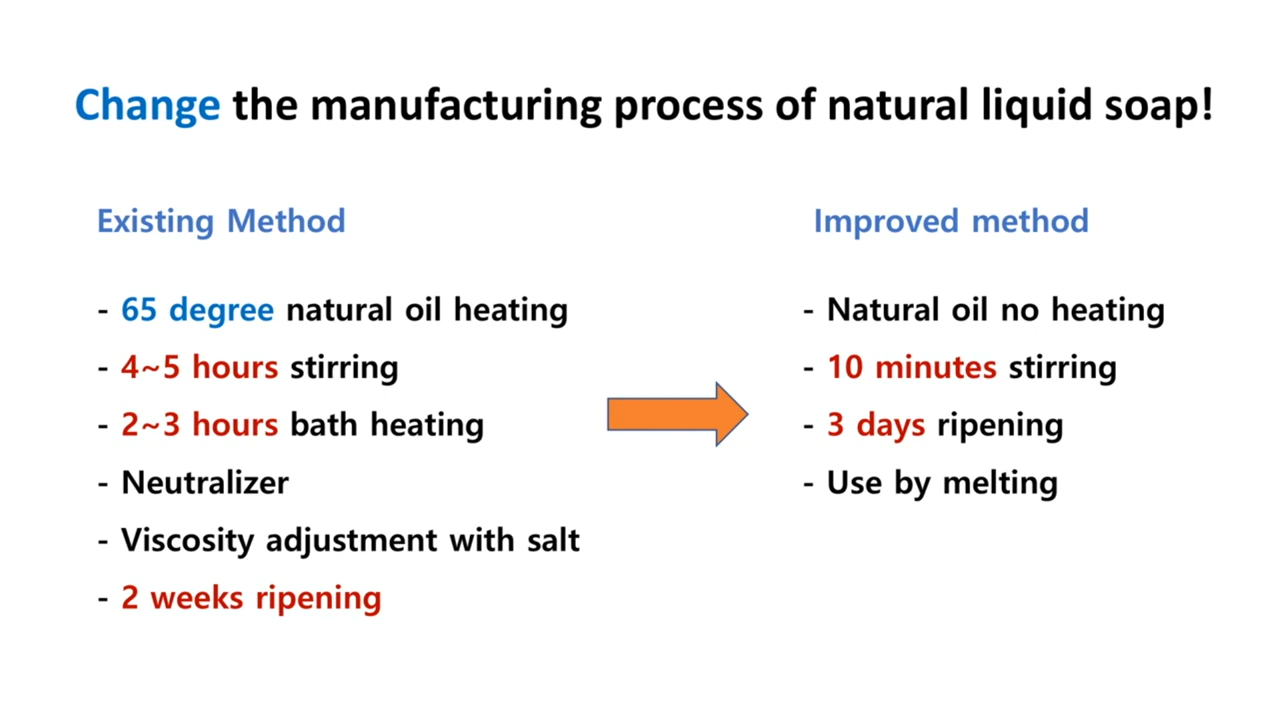 Change the manufacturing process of natural liquid soap!
Existing Method
- 65 degree natural oil heating
- 4~5 hours stirring
- 2~3 hours bath heating
- Neutralizer
- Viscosity adjustment with salt
- 2 weeks ripening
Improved method
- Natural oil no heating
- 10 minutes stirring
- 3 days ripening
- Use by melting